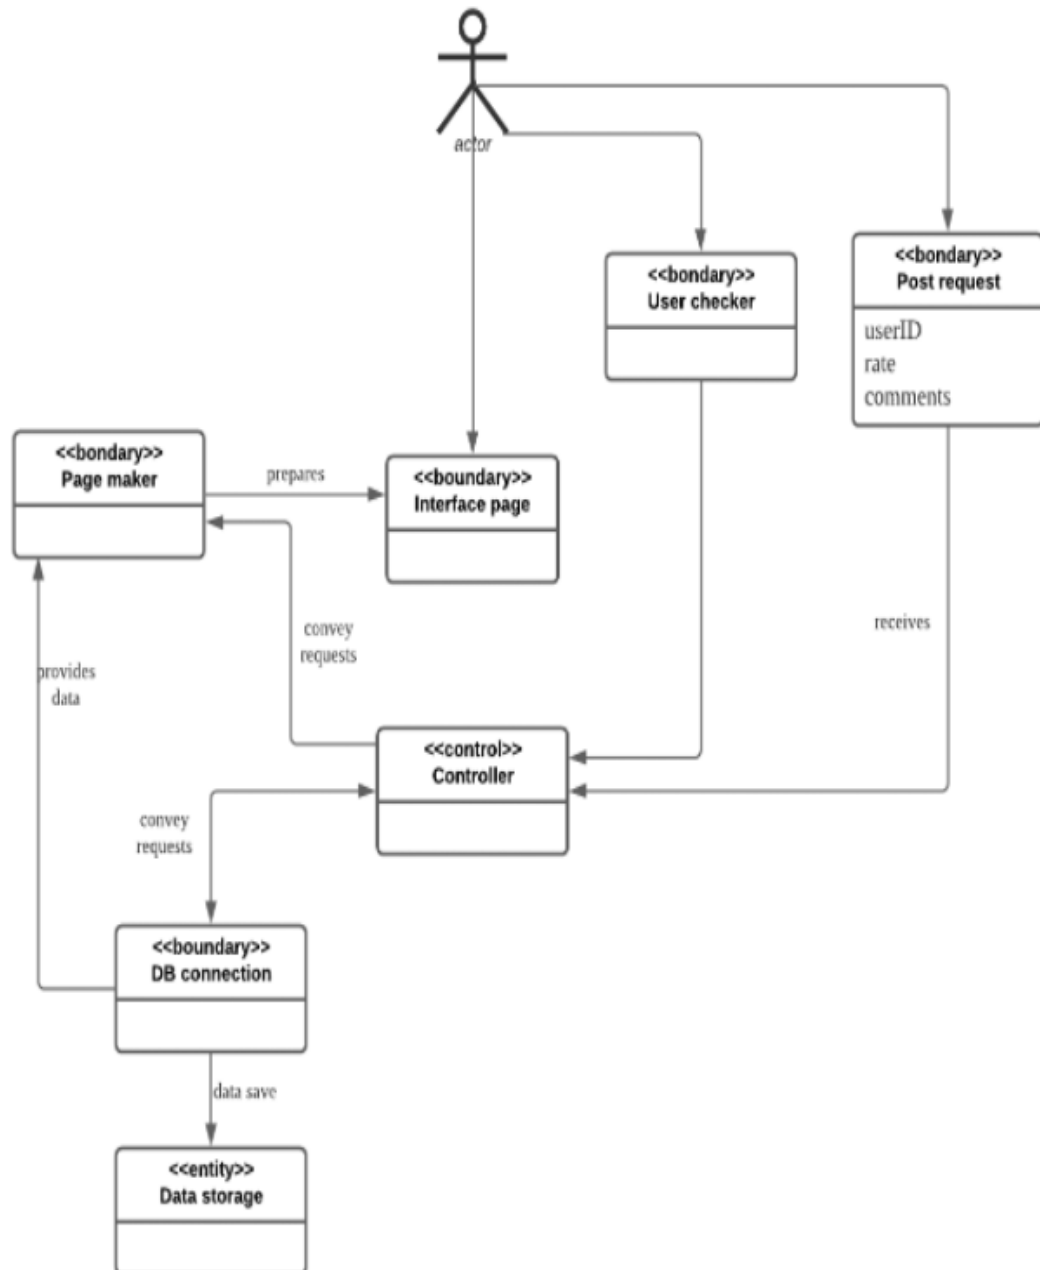 actor
<<bondary>>
User checker
<<bondary>>
Post request
userID
rate
comments
<<bondary>>
Page maker
prepares
<<boundary>>
Interface page
convey
requests
receives
provides
data
<<control>>
Controller
convey
requests
<<boundary>>
DB connection
data save
<<entity>>
Data storage